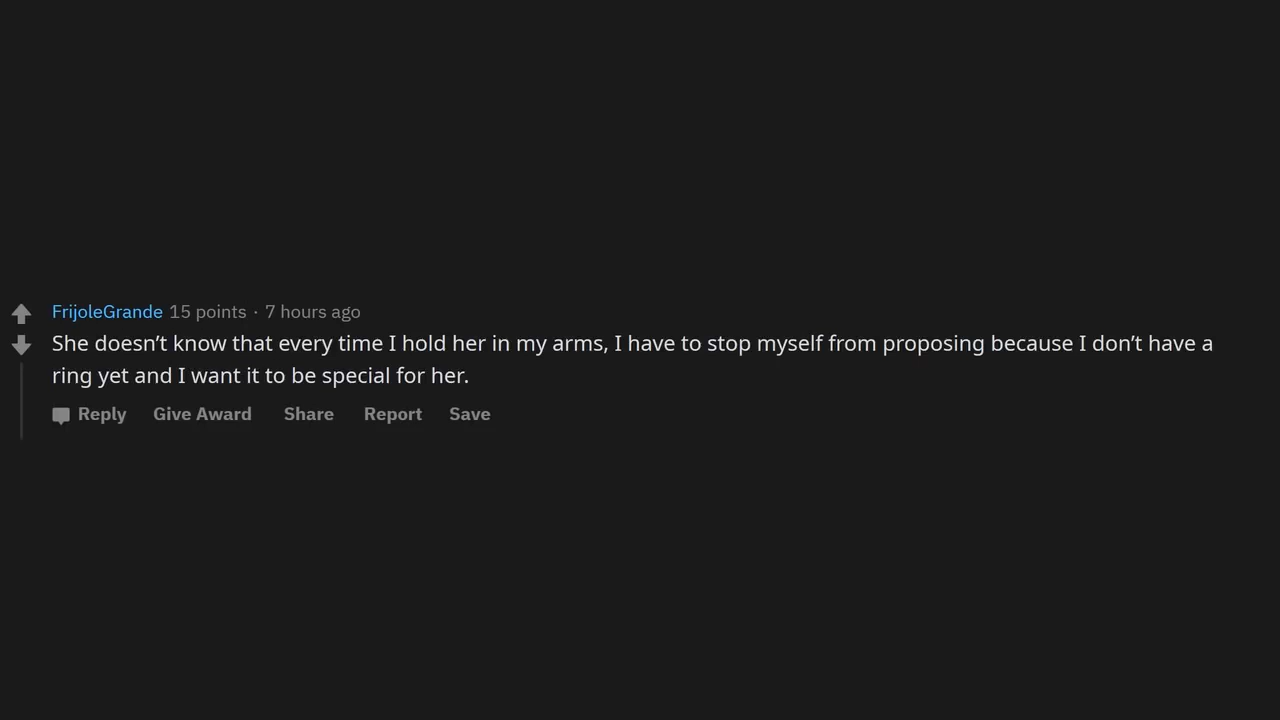 FrijoleGrande 15 points · 7 hours ago
She doesn’t know that every time I hold her in my arms, I have to stop myself from proposing because I don’t have a
ring yet and I want it to be special for her.
Reply Give Award Share Report Save